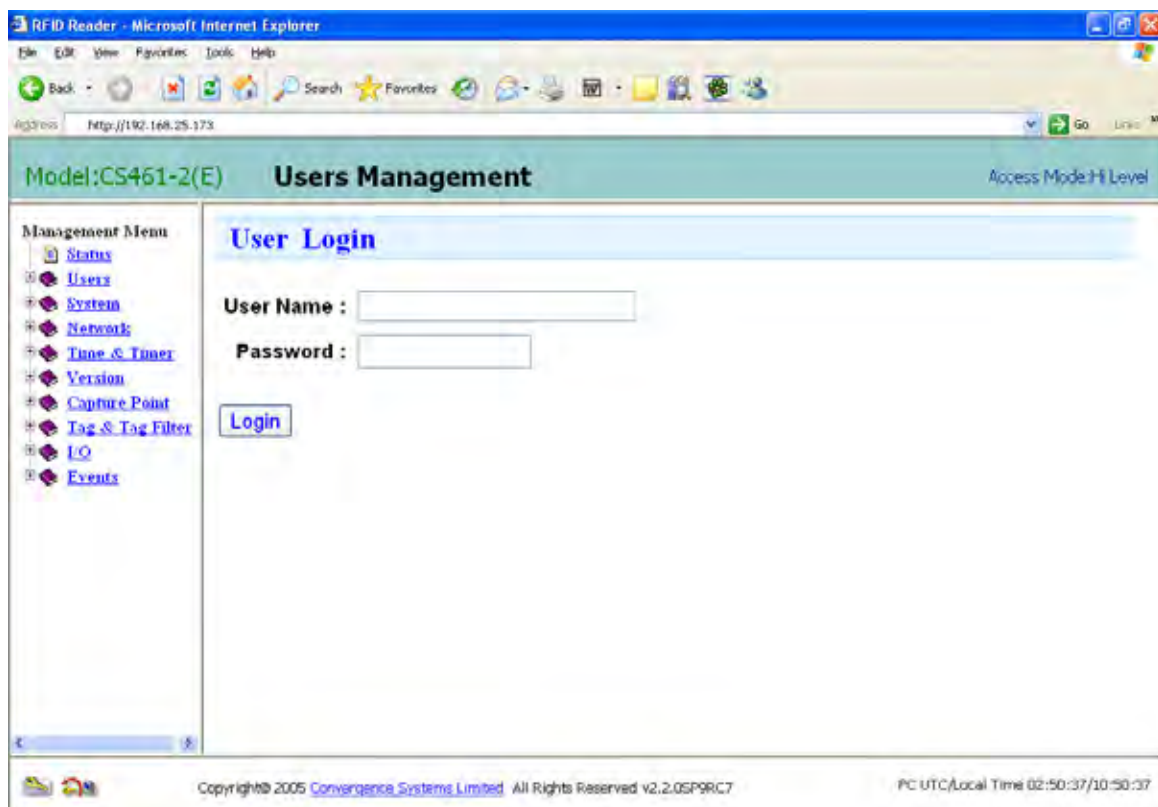 RFID Reader - Microsoft Internet Explorer
File Edit View Favorites Tools Help
Back Search Favorites
Address http://192.168.25.173 Go Links
Model:CS461-2(E) Users Management Access Mode:Hi Level
Management Menu
Status
Users
System
Network
Time & Timer
Version
Capture Point
Tag & Tag Filter
I/O
Events
User Login
User Name :
Password :
Login
Copyright© 2005 Convergence Systems Limited All Rights Reserved v2.2.0SP9RC7 PC UTC/Local Time 02:50:37/10:50:37